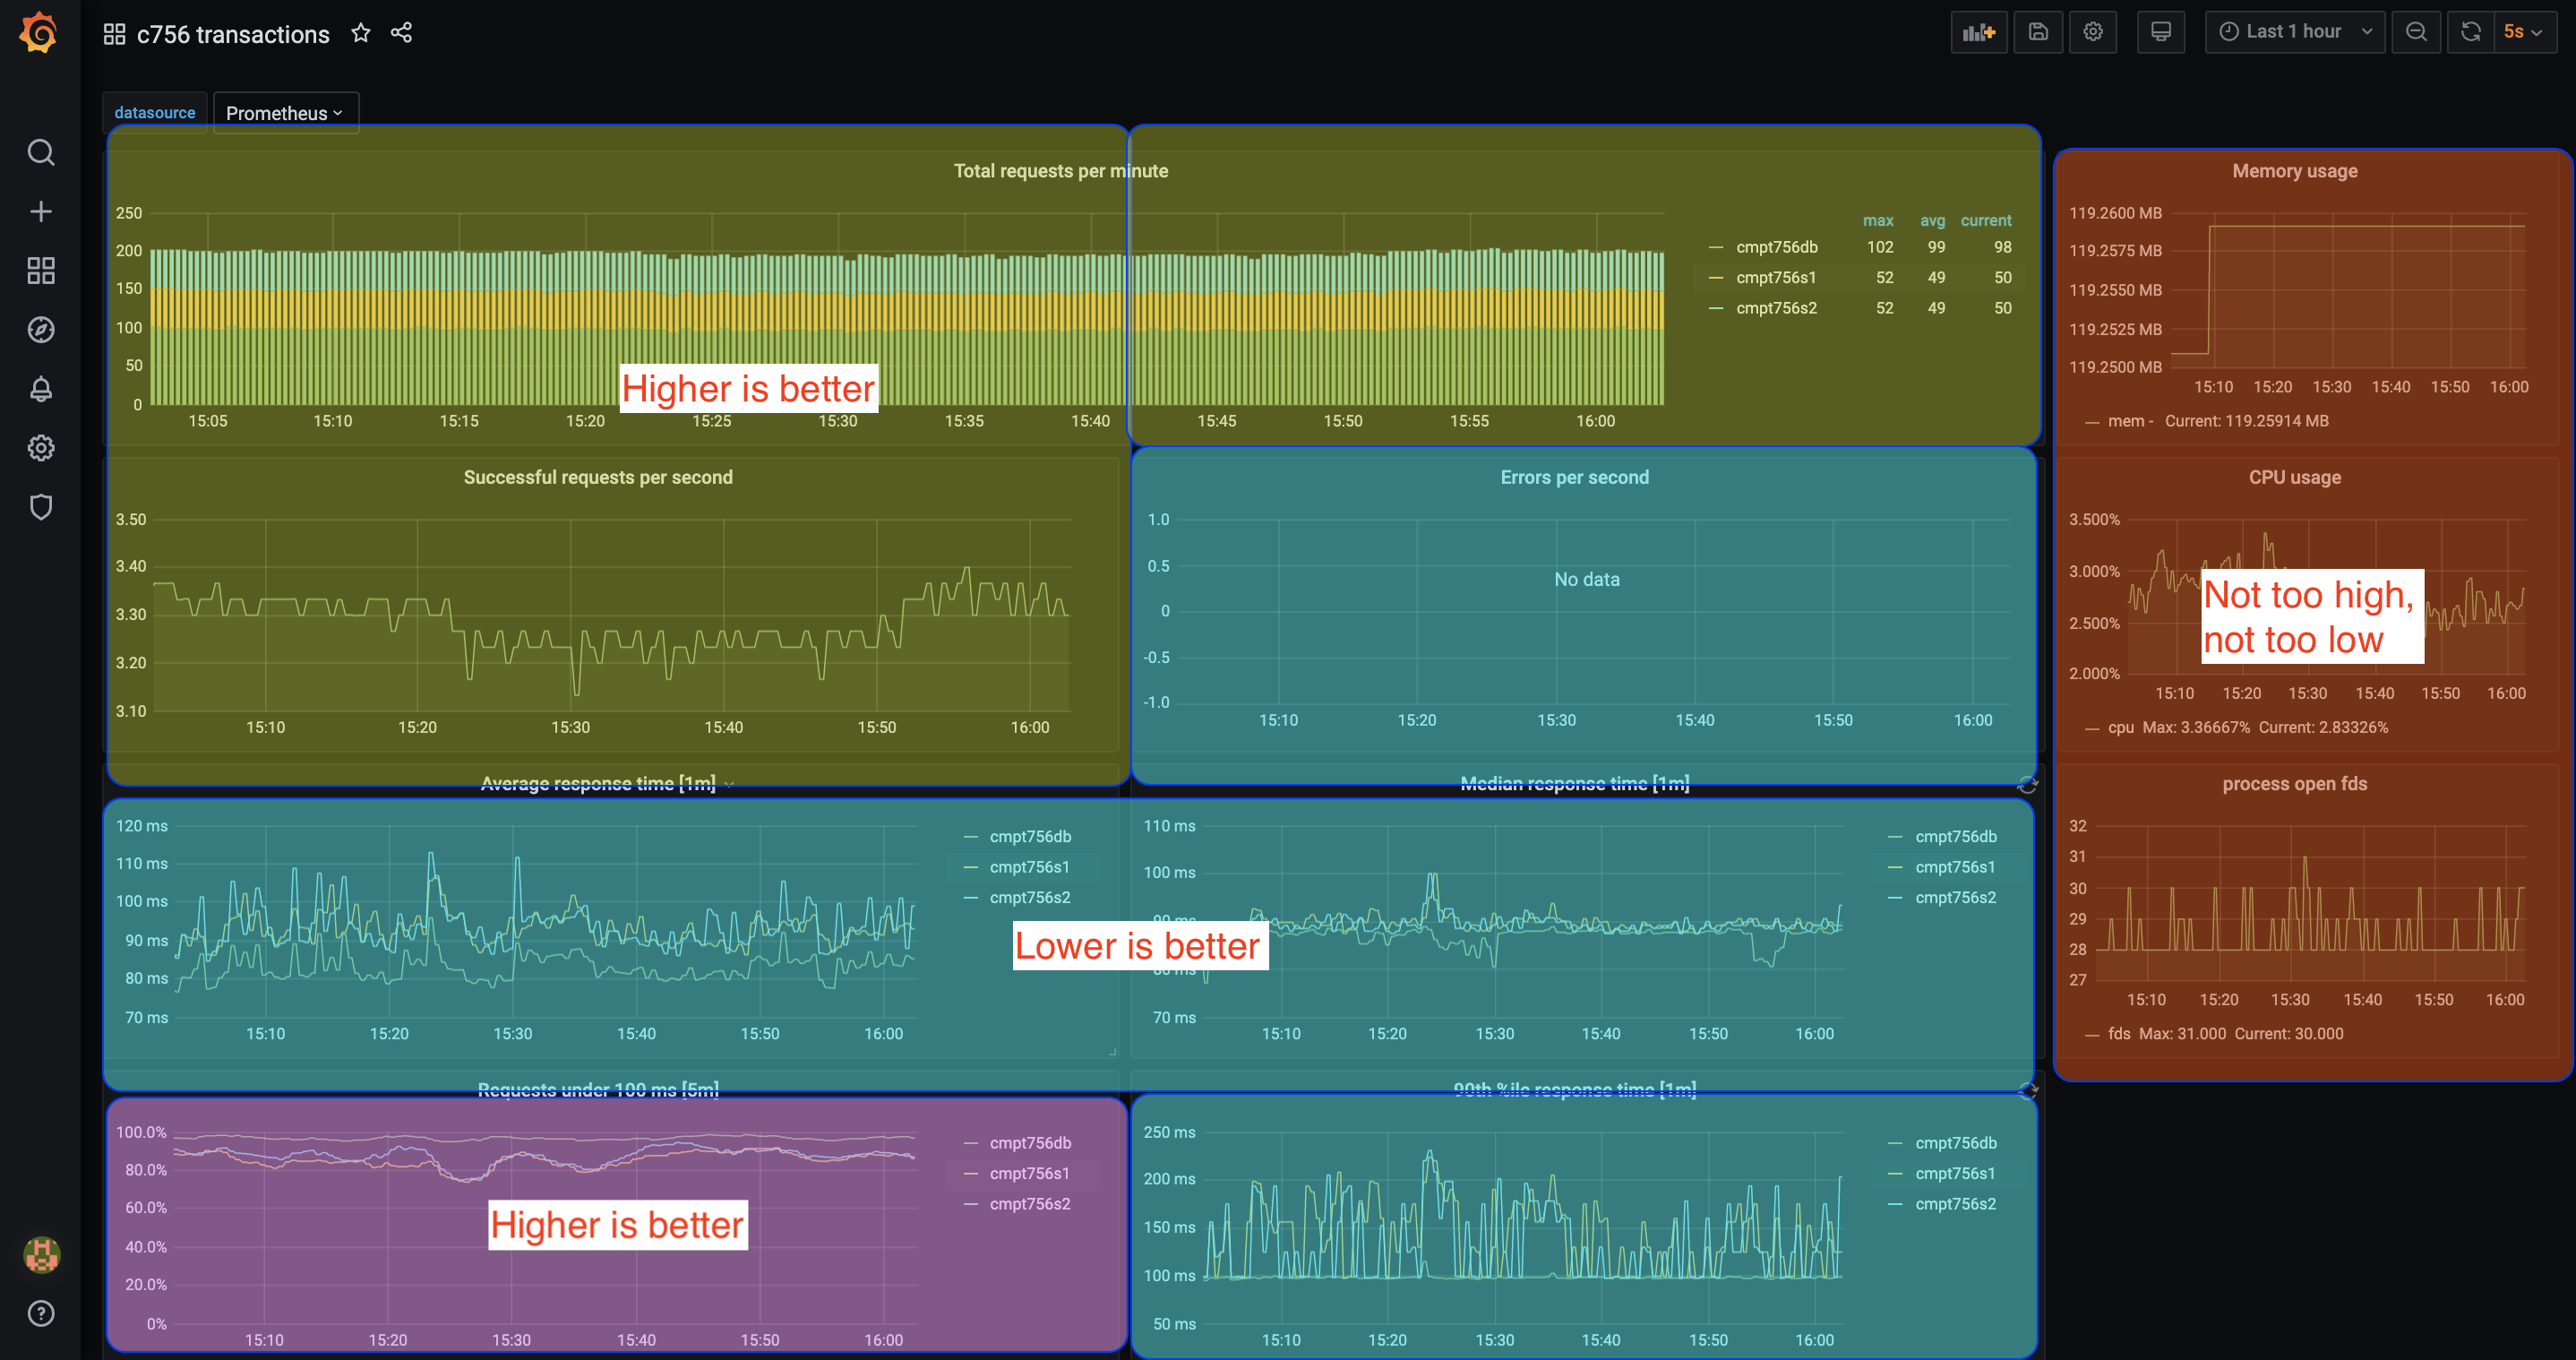 c756 transactions
Last 1 hour
5s
datasource
Prometheus
Total requests per minute
250
200
150
100
50
0
15:05 15:10 15:15 15:20 15:25 15:30 15:35 15:40 15:45 15:50 15:55 16:00
max avg current
cmpt756db 102 99 98
cmpt756s1 52 49 50
cmpt756s2 52 49 50
Higher is better
Memory usage
119.2600 MB
119.2575 MB
119.2550 MB
119.2525 MB
119.2500 MB
15:10 15:20 15:30 15:40 15:50 16:00
mem - Current: 119.25914 MB
Successful requests per second
3.50
3.40
3.30
3.20
3.10
15:10 15:20 15:30 15:40 15:50 16:00
Errors per second
1.0
0.5
0
-0.5
-1.0
No data
15:10 15:20 15:30 15:40 15:50 16:00
CPU usage
3.500%
3.000%
2.500%
2.000%
Not too high,
not too low
15:10 15:20 15:30 15:40 15:50 16:00
cpu Max: 3.36667% Current: 2.83326%
Average response time [1m]
120 ms
110 ms
100 ms
90 ms
80 ms
70 ms
15:10 15:20 15:30 15:40 15:50 16:00
cmpt756db
cmpt756s1
cmpt756s2
Lower is better
Median response time [1m]
110 ms
100 ms
90 ms
80 ms
70 ms
15:10 15:20 15:30 15:40 15:50 16:00
cmpt756db
cmpt756s1
cmpt756s2
process open fds
32
31
30
29
28
27
15:10 15:20 15:30 15:40 15:50 16:00
fds Max: 31.000 Current: 30.000
Requests under 100 ms [5m]
100.0%
80.0%
60.0%
40.0%
20.0%
0%
15:10 15:20 15:30 15:40 15:50 16:00
cmpt756db
cmpt756s1
cmpt756s2
Higher is better
90th %ile response time [1m]
250 ms
200 ms
150 ms
100 ms
50 ms
15:10 15:20 15:30 15:40 15:50 16:00
cmpt756db
cmpt756s1
cmpt756s2